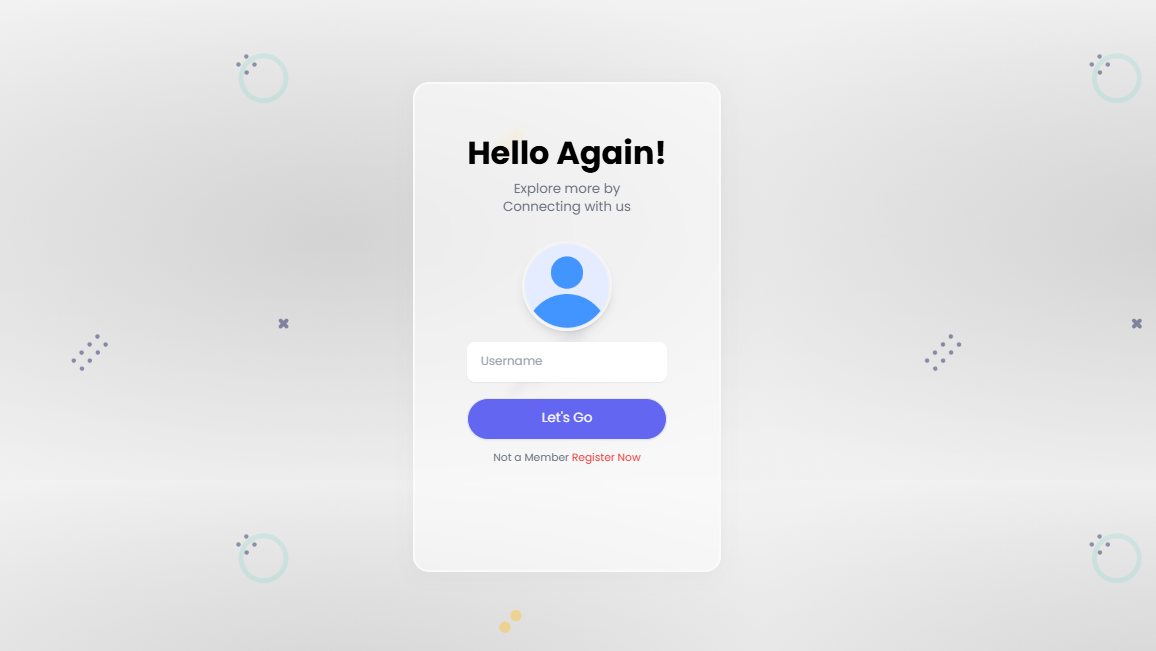 Hello Again!
Explore more by
Connecting with us
Username
Let's Go
Not a Member Register Now